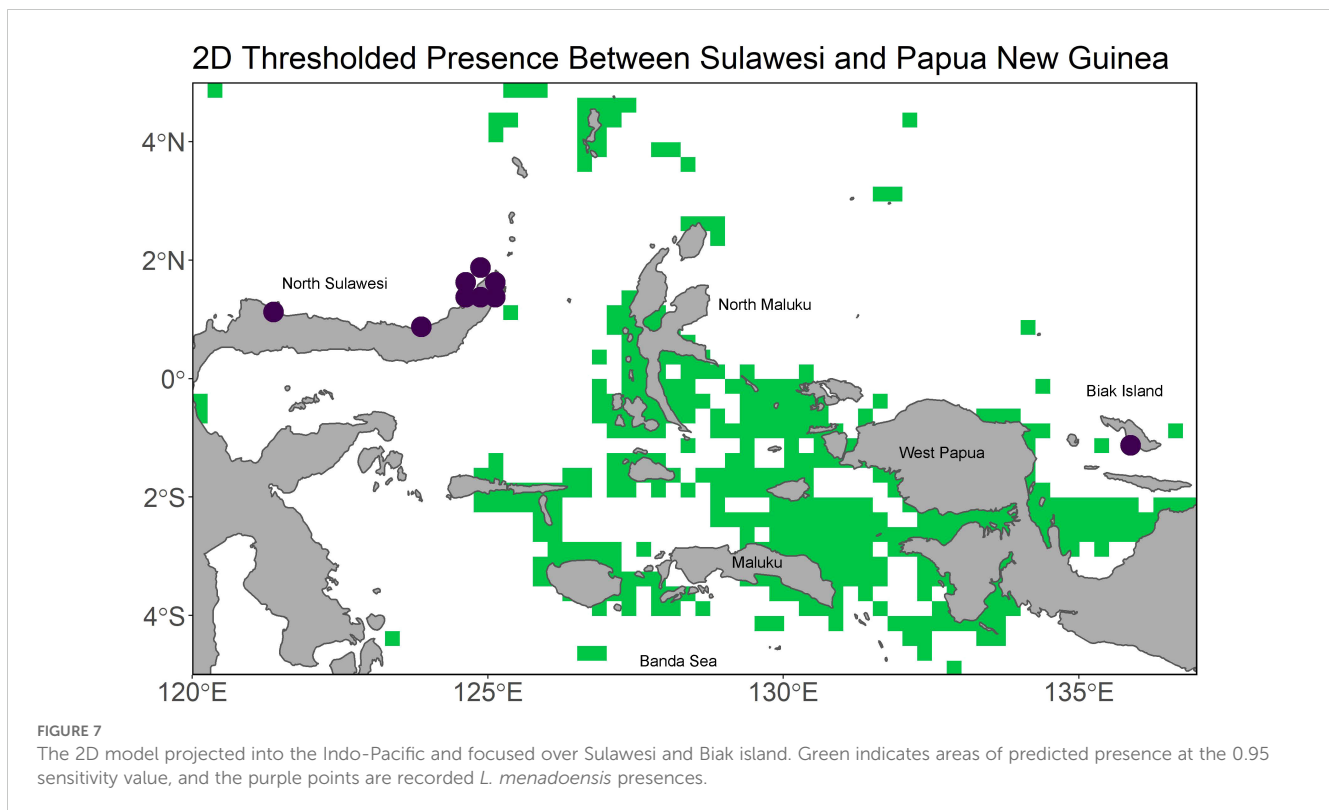 2D Thresholded Presence Between Sulawesi and Papua New Guinea
4°N
2°N
0°
2°S
4°S
North Sulawesi
North Maluku
Biak Island
West Papua
Maluku
Banda Sea
120°E
125°E
130°E
135°E
FIGURE 7
The 2D model projected into the Indo-Pacific and focused over Sulawesi and Biak island. Green indicates areas of predicted presence at the 0.95
sensitivity value, and the purple points are recorded L. menadoensis presences.